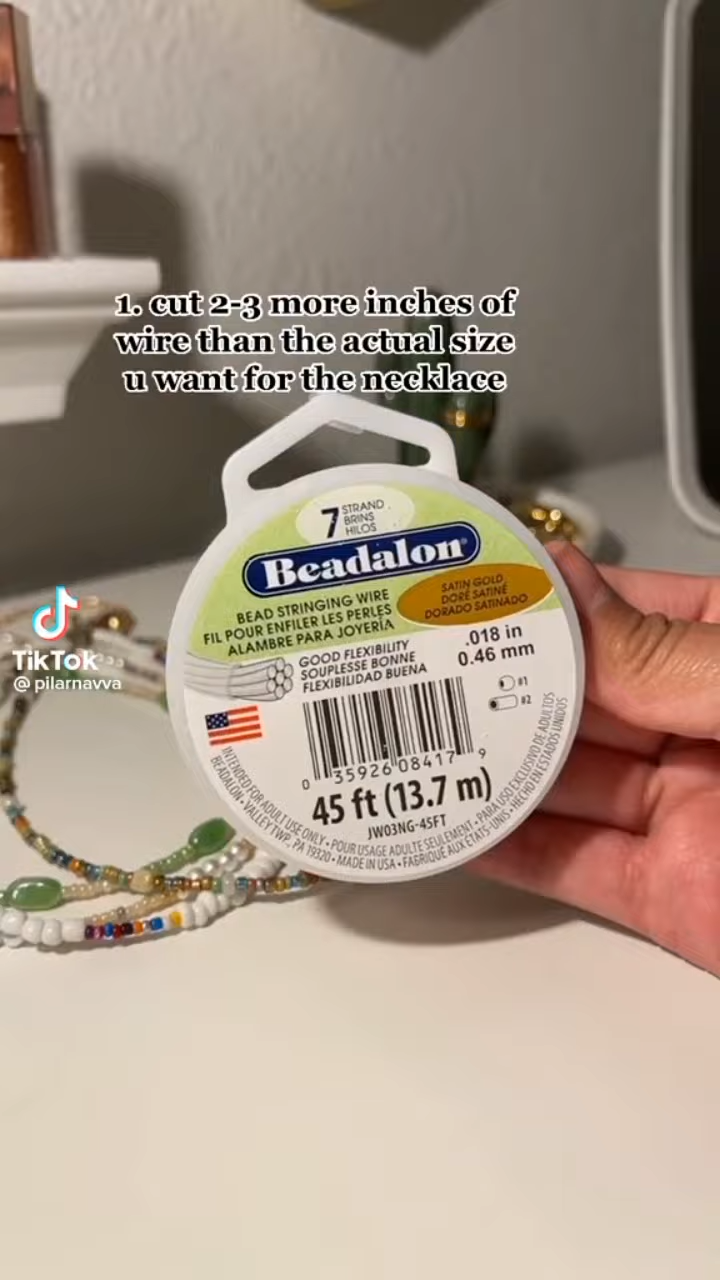 1. cut 2-3 more inches of
wire than the actual size
u want for the necklace
7 STRAND
BRINS
HILOS
Beadalon®
BEAD STRINGING WIRE
FIL POUR ENFILER LES PERLES
ALAMBRE PARA JOYERÍA
SATIN GOLD
DORÉ SATINÉ
DORADO SATINADO
GOOD FLEXIBILITY
SOUPLESSE BONNE
FLEXIBILIDAD BUENA
.018 in
0.46 mm
#1
#2
0 35926 08417 9
45 ft (13.7 m)
JW03NG-45FT
INTENDED FOR ADULT USE ONLY • POUR USAGE ADULTE SEULEMENT • PARA USO EXCLUSIVO DE ADULTOS
BEADALON • VALLEY TWP., PA 19320 • MADE IN USA • FABRIQUÉ AUX ÉTATS-UNIS • HECHO EN ESTADOS UNIDOS
TikTok
@pilarnavva